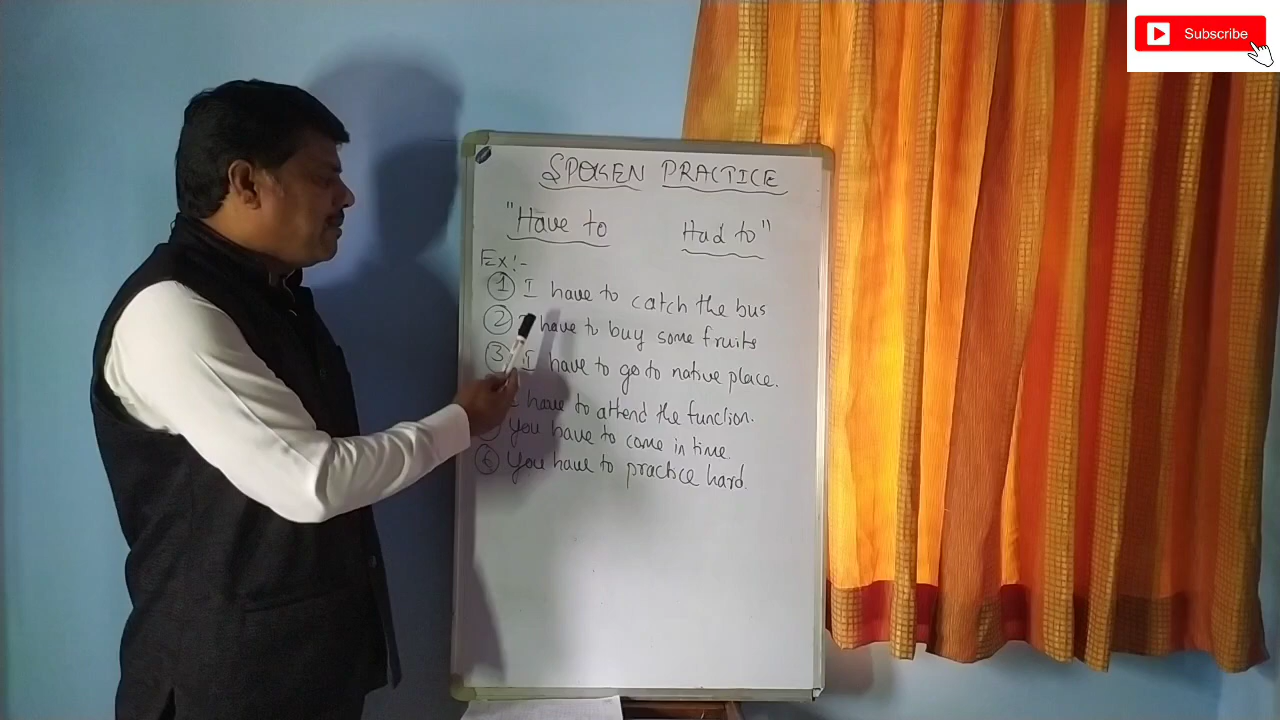 Subscribe
SPOKEN PRACTICE
"Have to Had to"
Ex:-
1 I have to catch the bus
2 I have to buy some fruits
3 I have to go to native place.
I have to attend the function.
You have to come in time.
6 You have to practice hard.